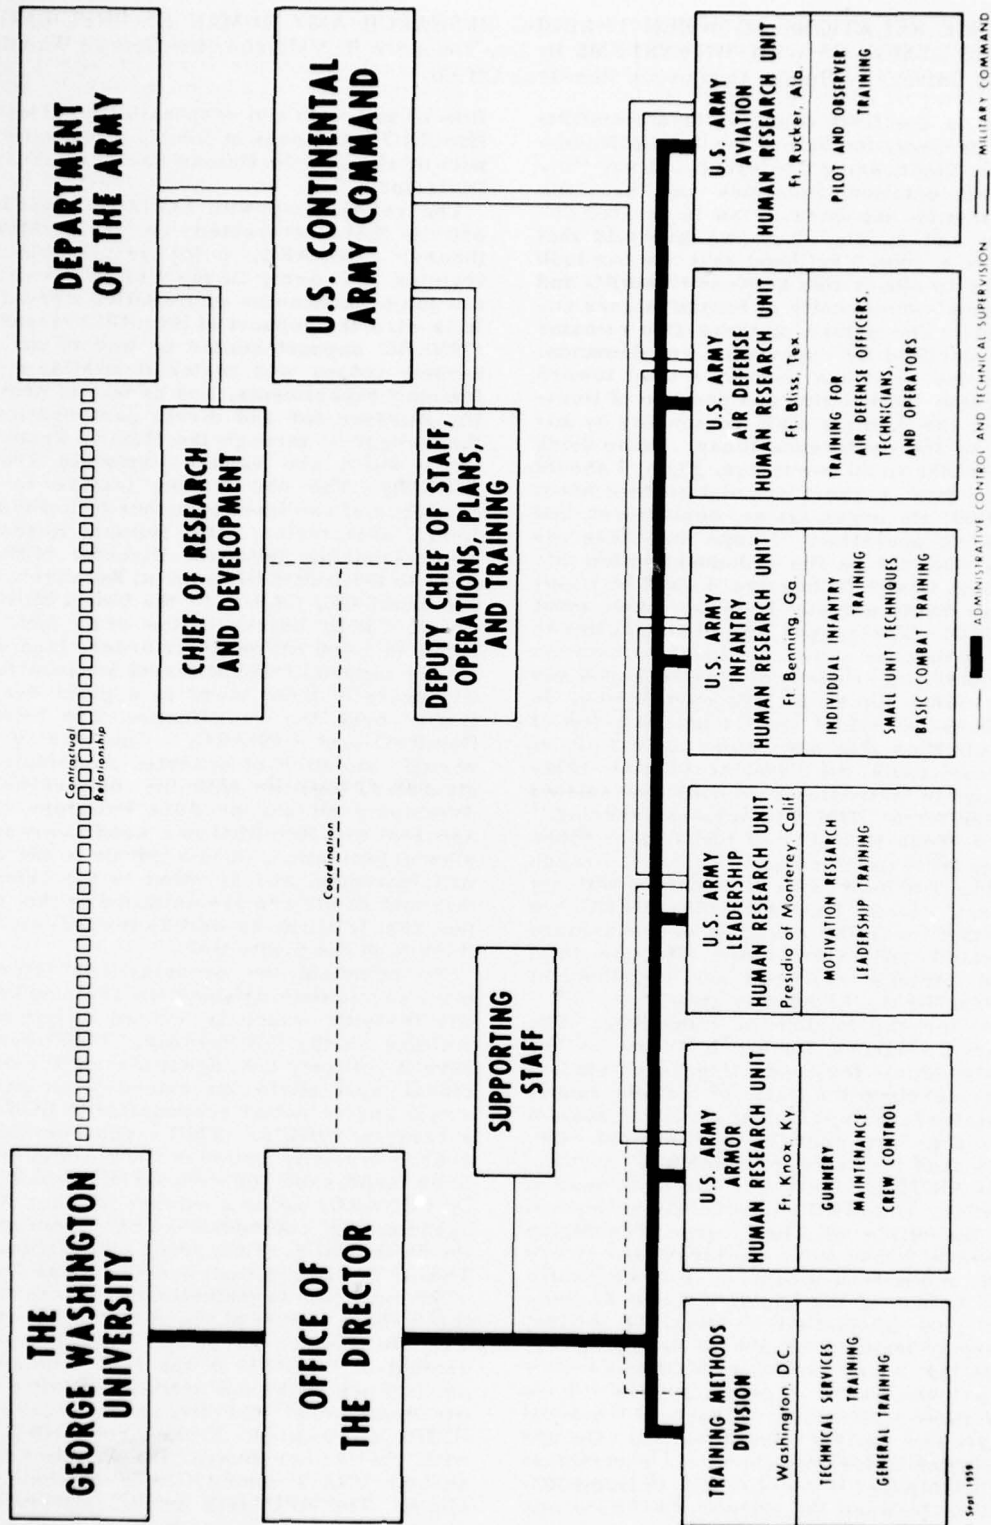 THE
GEORGE WASHINGTON
UNIVERSITY
Contractual
Relationship
DEPARTMENT
OF THE ARMY
CHIEF OF RESEARCH
AND DEVELOPMENT
OFFICE OF
THE DIRECTOR
Coordination
U.S. CONTINENTAL
ARMY COMMAND
DEPUTY CHIEF OF STAFF,
OPERATIONS, PLANS,
AND TRAINING
SUPPORTING
STAFF
TRAINING METHODS
DIVISION
Washington, D.C.
TECHNICAL SERVICES
TRAINING
GENERAL TRAINING
U.S. ARMY
ARMOR
HUMAN RESEARCH UNIT
Ft. Knox, Ky.
GUNNERY
MAINTENANCE
CREW CONTROL
U.S. ARMY
LEADERSHIP
HUMAN RESEARCH UNIT
Presidio of Monterey, Calif
MOTIVATION RESEARCH
LEADERSHIP TRAINING
U.S. ARMY
INFANTRY
HUMAN RESEARCH UNIT
Ft. Benning, Ga.
INDIVIDUAL INFANTRY
TRAINING
SMALL UNIT TECHNIQUES
BASIC COMBAT TRAINING
U.S. ARMY
AIR DEFENSE
HUMAN RESEARCH UNIT
Ft. Bliss, Tex.
TRAINING FOR
AIR DEFENSE OFFICERS,
TECHNICIANS,
AND OPERATORS
U.S. ARMY
AVIATION
HUMAN RESEARCH UNIT
Ft. Rucker, Ala.
PILOT AND OBSERVER
TRAINING
Sept 1959
ADMINISTRATIVE CONTROL AND TECHNICAL SUPERVISION
MILITARY COMMAND